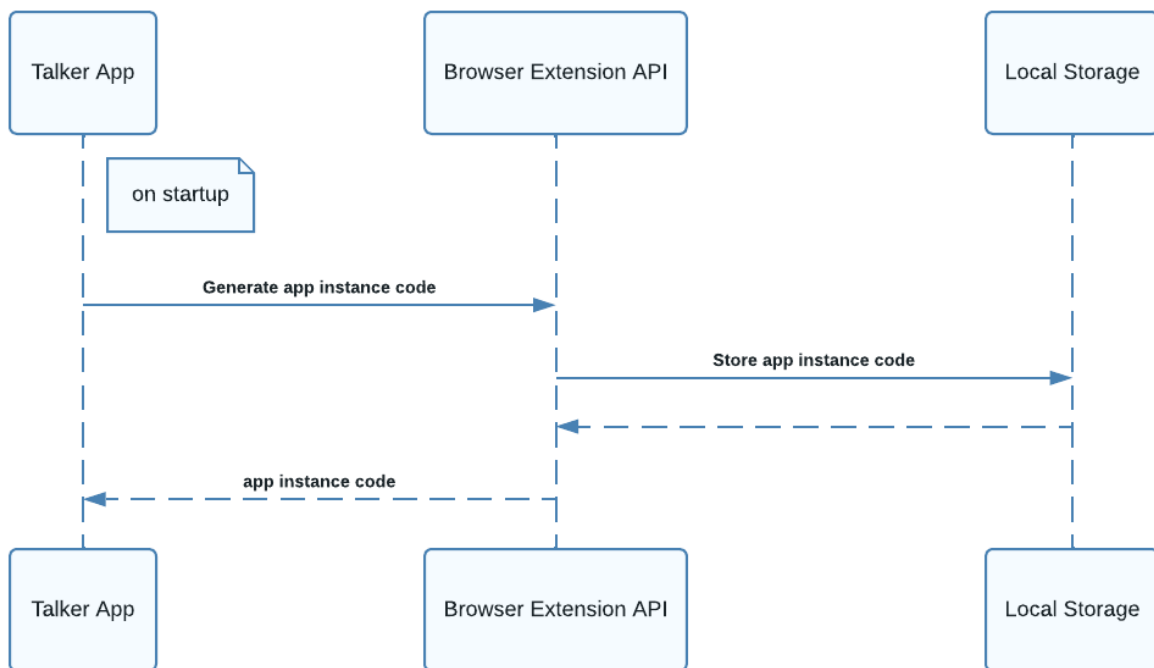 Talker App
Browser Extension API
Local Storage
on startup
Generate app instance code
Store app instance code
app instance code
Talker App
Browser Extension API
Local Storage